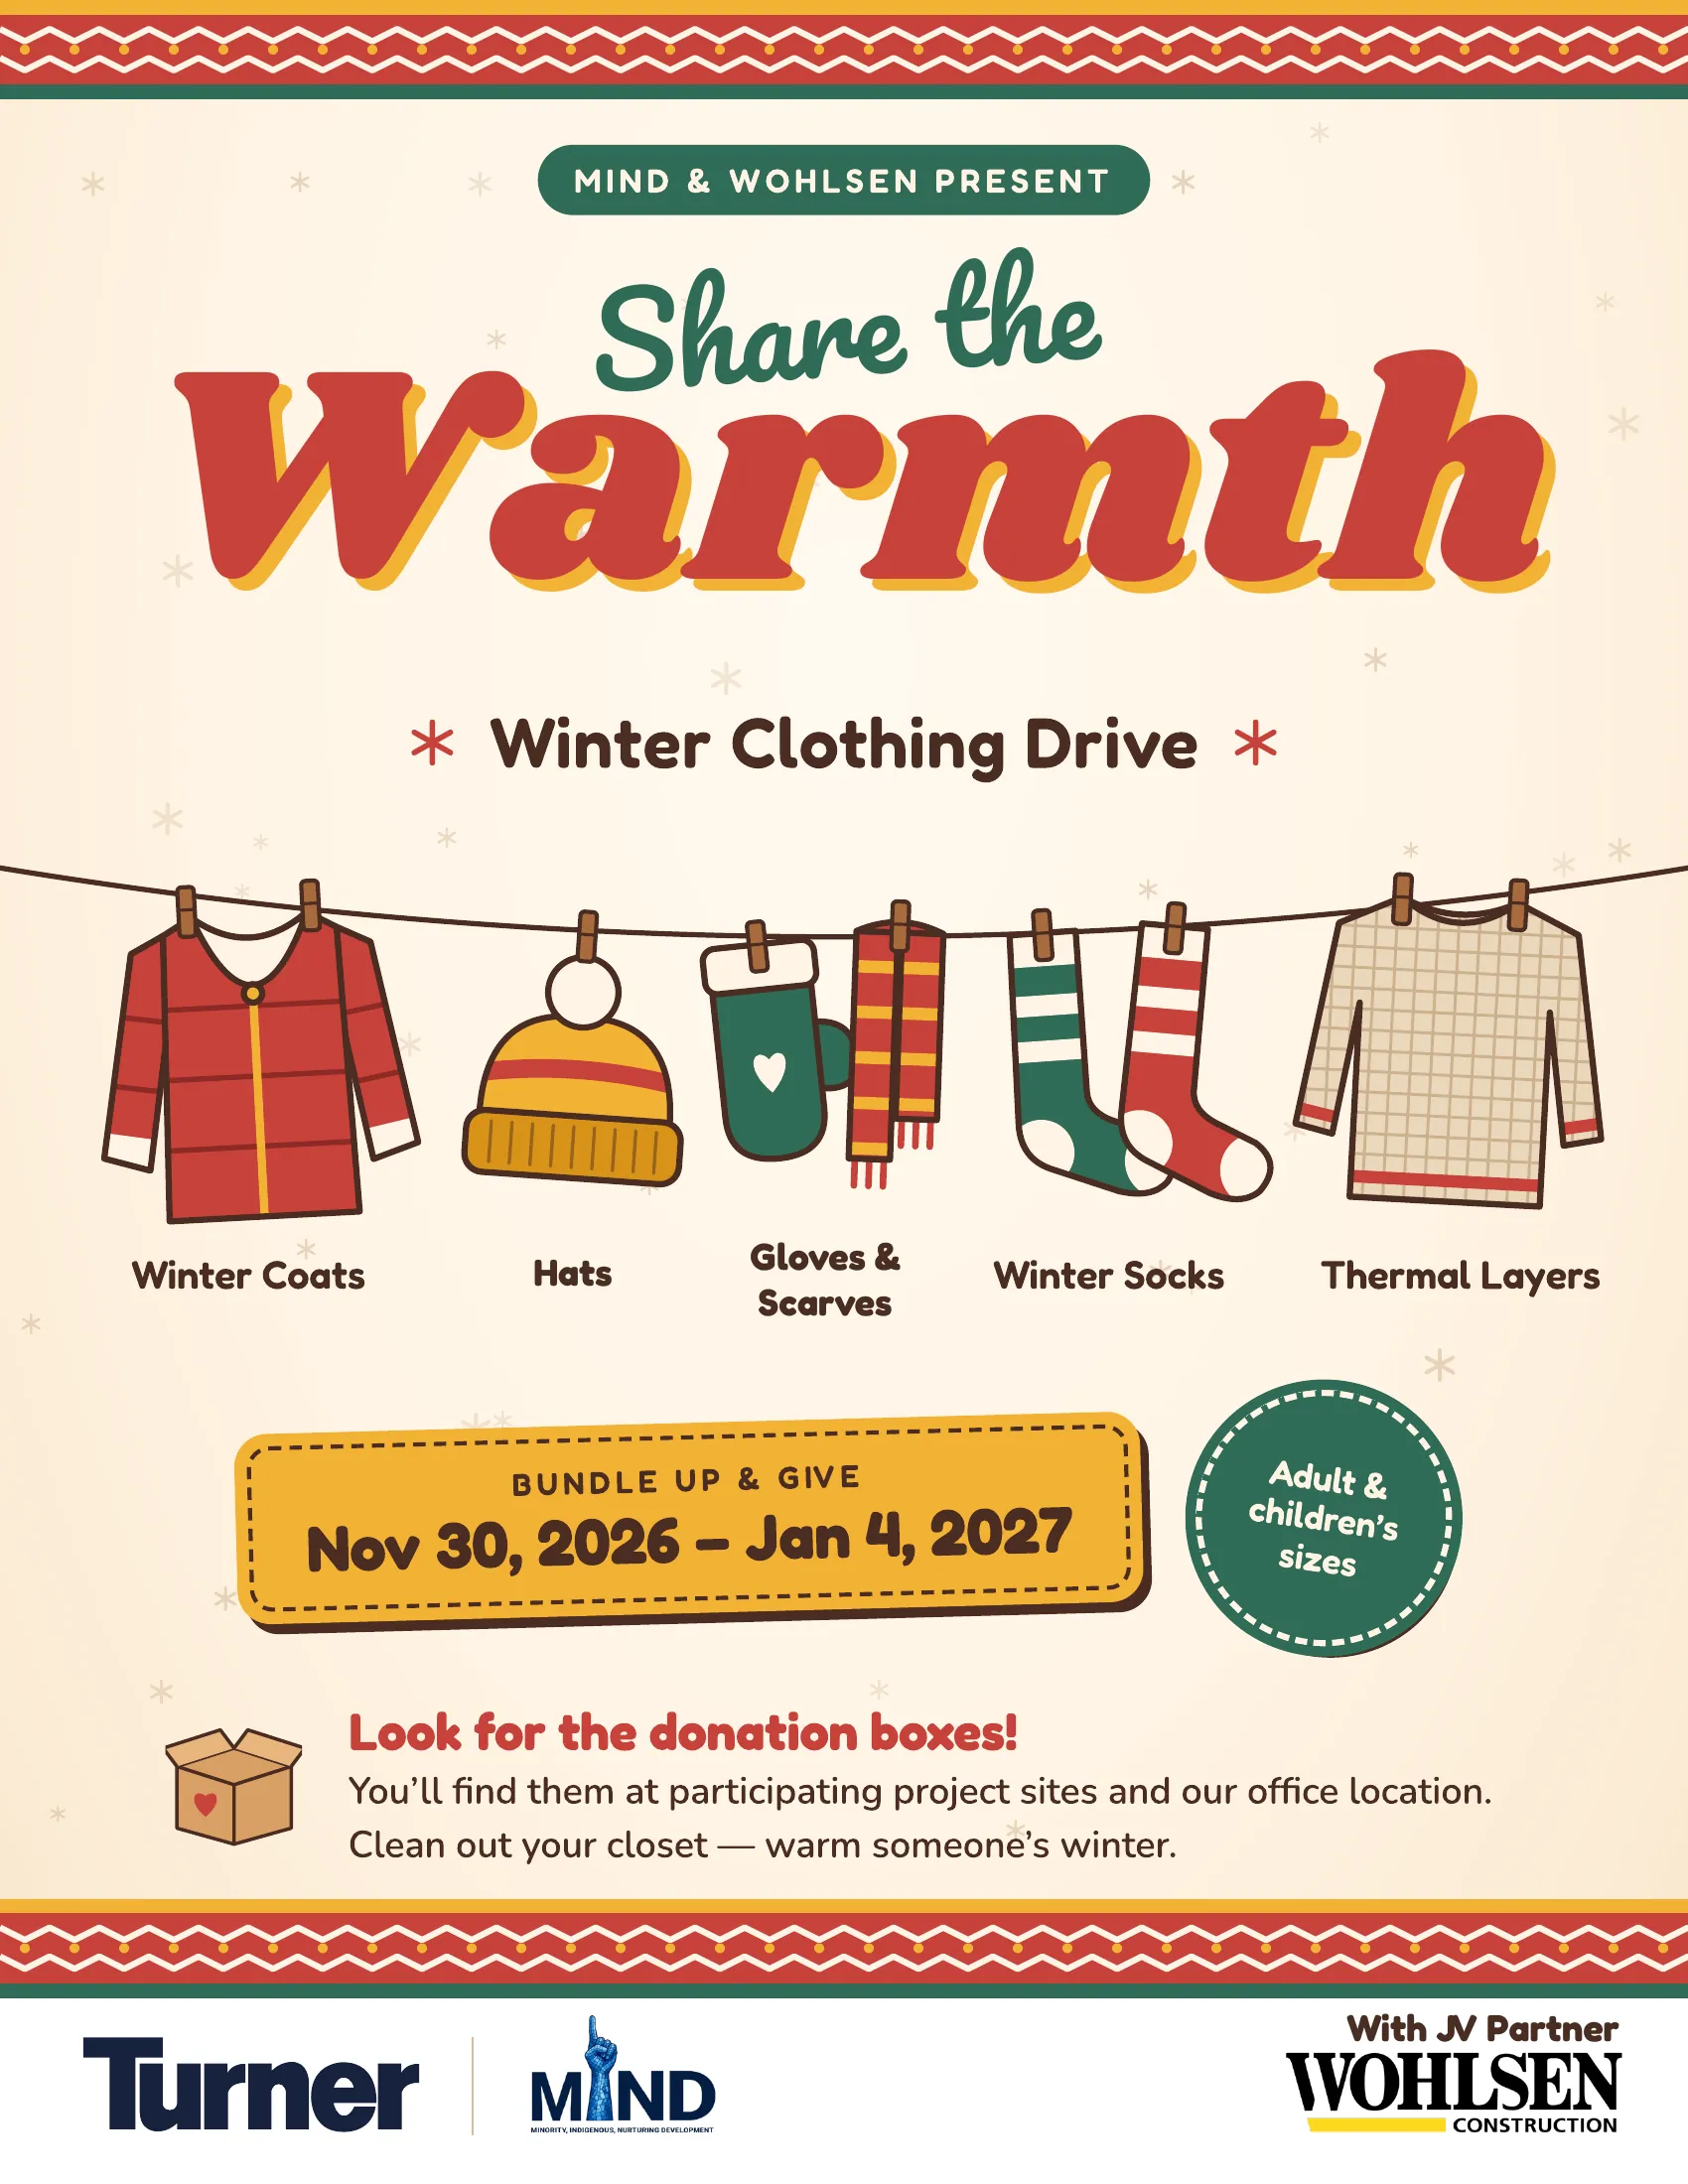 MIND & WOHLSEN PRESENT
Share the
Warmth
Winter Clothing Drive
Winter Coats
Hats
Gloves &
Scarves
Winter Socks
Thermal Layers
BUNDLE UP & GIVE
Nov 30, 2026 – Jan 4, 2027
Adult &
children's
sizes
Look for the donation boxes!
You'll find them at participating project sites and our office location.
Clean out your closet — warm someone's winter.
Turner
MIND
MINORITY, INDIGENOUS, NURTURING DEVELOPMENT
With JV Partner
WOHLSEN
CONSTRUCTION